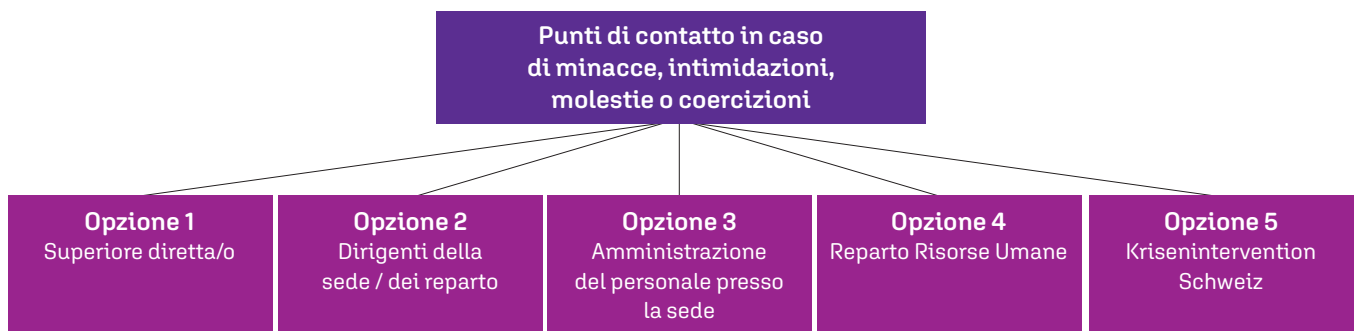 Punti di contatto in caso
di minacce, intimidazioni,
molestie o coercizioni
Opzione 1
Superiore diretta/o
Opzione 2
Dirigenti della
sede / dei reparto
Opzione 3
Amministrazione
del personale presso
la sede
Opzione 4
Reparto Risorse Umane
Opzione 5
Krisenintervention
Schweiz